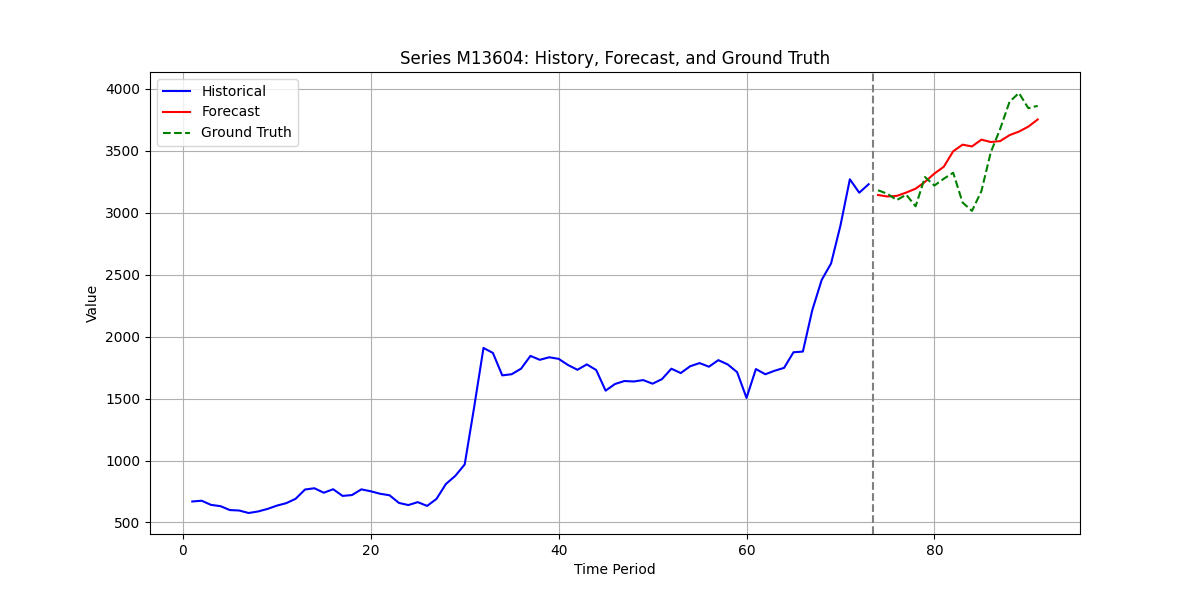 Series M13604: History, Forecast, and Ground Truth
Historical
Forecast
Ground Truth
4000
3500
3000
2500
2000
1500
1000
500
Value
0
20
40
60
80
Time Period